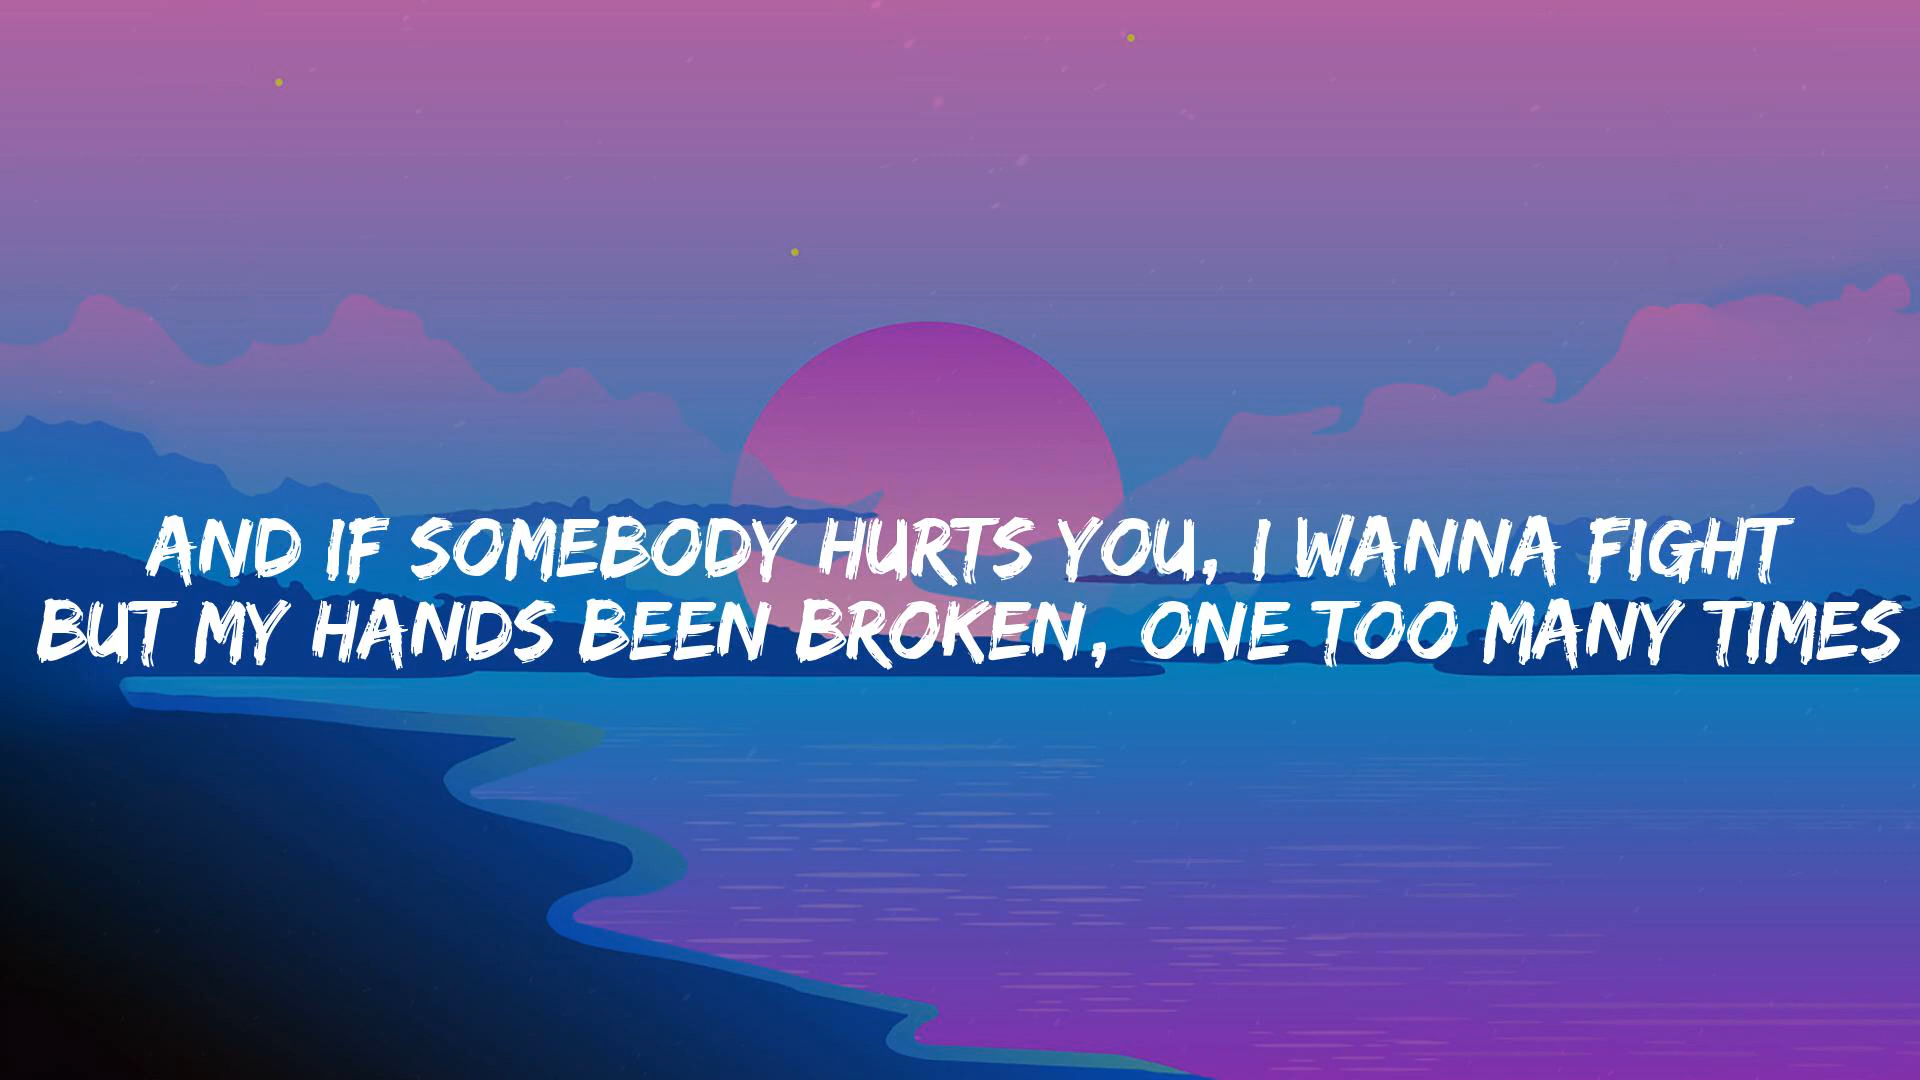 AND IF SOMEBODY HURTS YOU, I WANNA FIGHT
BUT MY HANDS BEEN BROKEN, ONE TOO MANY TIMES